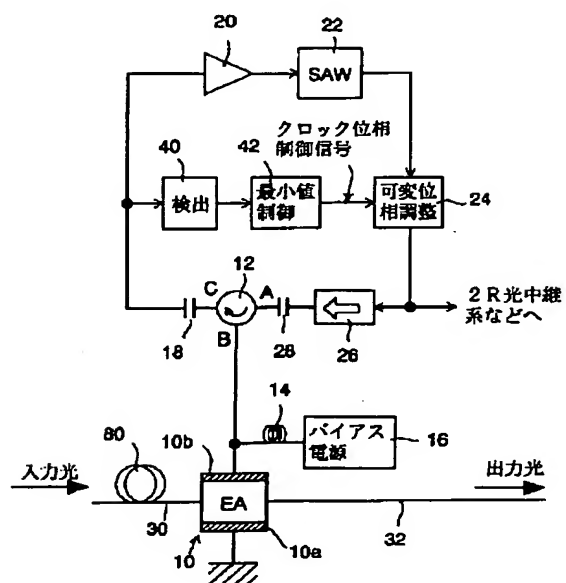 20
22
SAW
クロック位相
制御信号
40
42
検出
最小値
制御
可変位
相調整
24
12
C
A
B
18
28
26
2R光中継
系などへ
14
バイアス
電源
16
80
10b
入力光
出力光
EA
30
32
10
10a